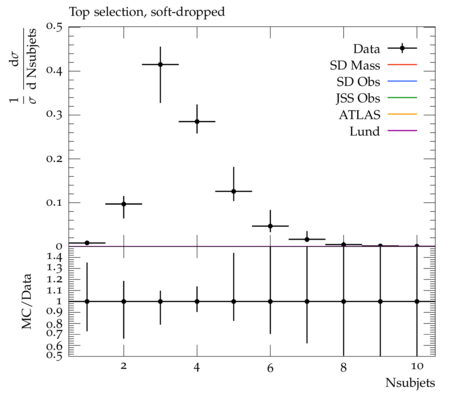 Top selection, soft-dropped
1/σ dσ/d Nsubjets
0.5
0.4
0.3
0.2
0.1
0
Data
SD Mass
SD Obs
JSS Obs
ATLAS
Lund
MC/Data
1.4
1.3
1.2
1.1
1
0.9
0.8
0.7
0.6
0.5
2 4 6 8 10
Nsubjets